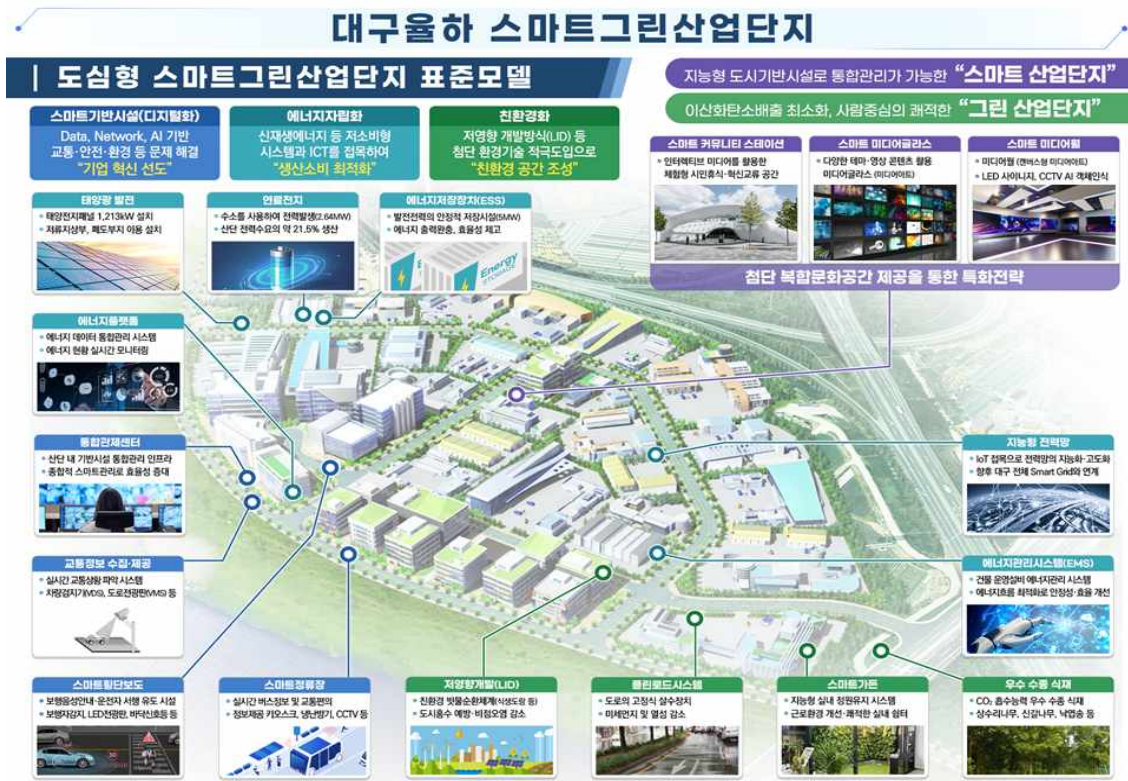 대구율하 스마트그린산업단지
도심형 스마트그린산업단지 표준모델
지능형 도시기반시설로 통합관리가 가능한 “스마트 산업단지”
이산화탄소배출 최소화, 사람중심의 쾌적한 “그린 산업단지”
스마트기반시설(디지털화)
Data, Network, AI 기반
교통·안전·환경 등 문제 해결
“기업 혁신 선도”
에너지자립화
신재생에너지 등 저소비형
시스템과 ICT를 접목하여
“생산소비 최적화”
친환경화
저영향 개발방식(LID) 등
첨단 환경기술 적극도입으로
“친환경 공간 조성”
스마트 커뮤니티 스테이션
인터렉티브 미디어를 활용한
체험형 시민휴식·혁신교류 공간
스마트 미디어글라스
다양한 테마·영상 콘텐츠 활용
미디어글라스 (미디어아트)
스마트 미디어월
미디어월 (캔버스형 미디어아트)
LED 사이니지, CCTV AI 객체인식
첨단 복합문화공간 제공을 통한 특화전략
태양광 발전
태양전지패널 1,213kW 설치
저류지상부, 폐도부지 이용 설치
연료전지
수소를 사용하여 전력발생(2.64MW)
산단 전력수요의 약 21.5% 생산
에너지저장장치(ESS)
발전전력의 안정적 저장시설(5MW)
에너지 출력완충, 효율성 제고
Energy
STORAGE
에너지플랫폼
에너지 데이터 통합관리 시스템
에너지 현황 실시간 모니터링
통합관제센터
산단 내 기반시설 통합관리 인프라
종합적 스마트관리로 효율성 증대
지능형 전력망
IoT 접목으로 전력망의 지능화·고도화
향후 대구 전체 Smart Grid와 연계
교통정보 수집·제공
실시간 교통상황 파악 시스템
차량검지기(VDS), 도로전광판(VMS) 등
에너지관리시스템(EMS)
건물 운영설비 에너지관리 시스템
에너지흐름 최적화로 안정성·효율 개선
스마트횡단보도
보행음성안내·운전자 서행 유도 시설
보행자감지, LED전광판, 바닥신호등 등
스마트정류장
실시간 버스정보 및 교통편의
정보제공 키오스크, 냉난방기, CCTV 등
저영향개발(LID)
친환경 빗물순환체계(식생도랑 등)
도시홍수 예방·비점오염 감소
클린로드시스템
도로의 고정식 살수장치
미세먼지 및 열섬 감소
스마트가든
지능형 실내 정원유지 시스템
근로환경 개선·쾌적한 실내 쉼터
우수 수종 식재
CO₂ 흡수능력 우수 수종 식재
상수리나무, 신갈나무, 낙엽송 등